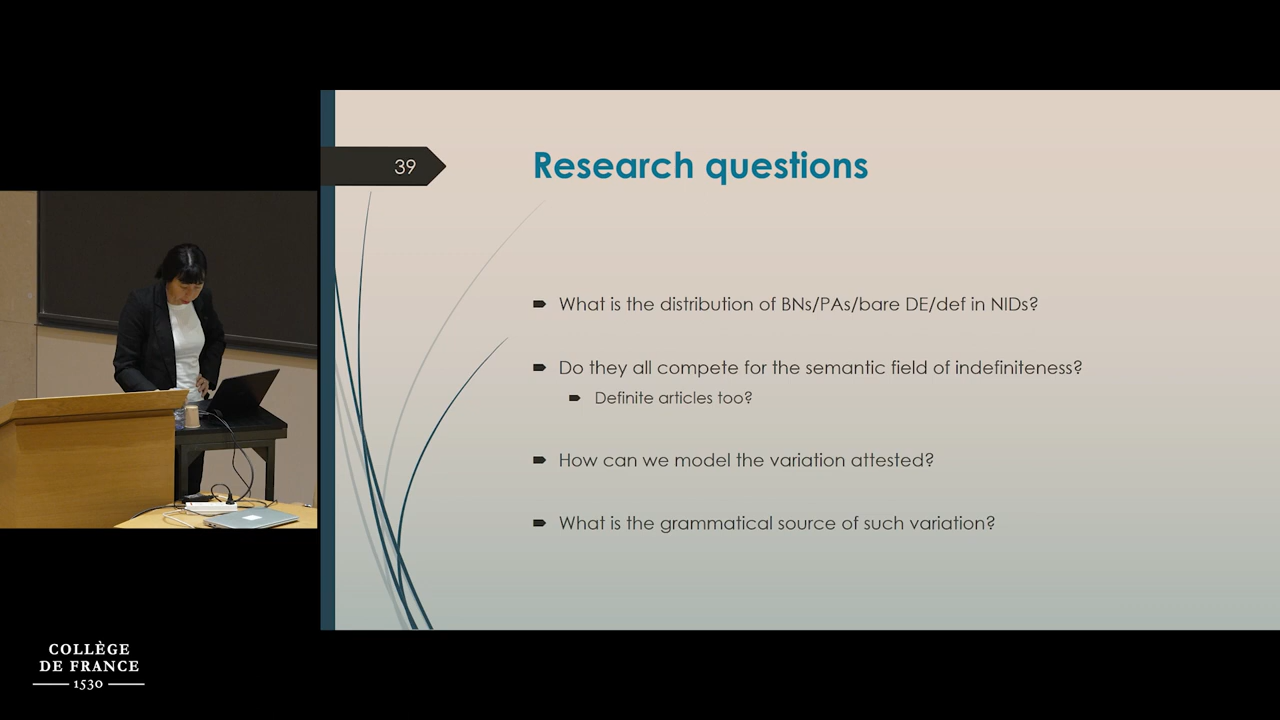 39
Research questions
What is the distribution of BNs/PAs/bare DE/def in NIDs?
Do they all compete for the semantic field of indefiniteness?
Definite articles too?
How can we model the variation attested?
What is the grammatical source of such variation?
COLLÈGE
DE FRANCE
1530